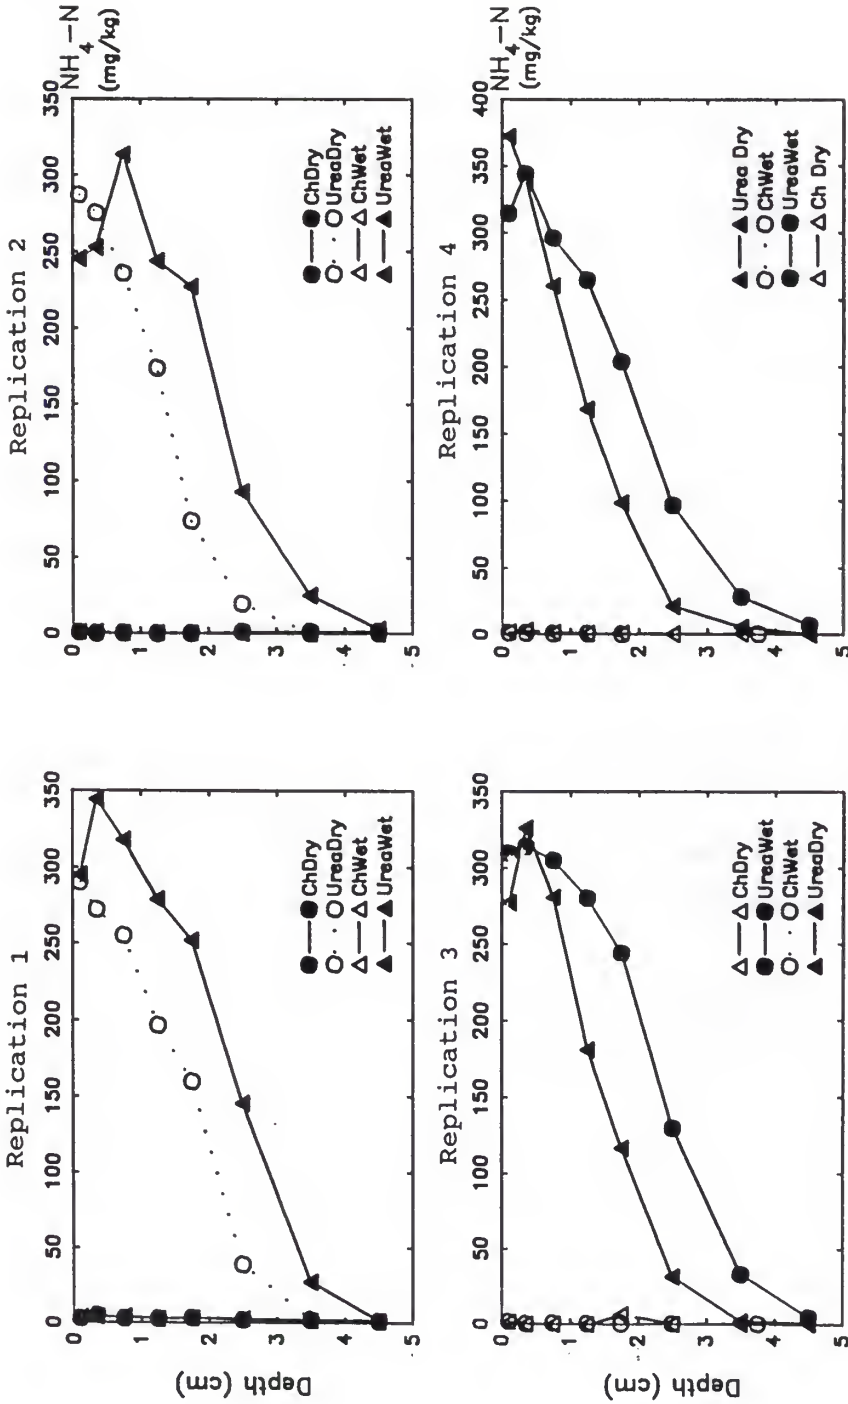 Replication 1
0 50 100 150 200 250 300 350
0
1
2
3
4
5
Depth (cm)
ChDry
UreaDry
ChWet
UreaWet
Replication 2
0 50 100 150 200 250 300 350
NH4-N
(mg/kg)
0
1
2
3
4
5
ChDry
UreaDry
ChWet
UreaWet
Replication 3
0 50 100 150 200 250 300 350
0
1
2
3
4
5
Depth (cm)
ChDry
UreaWet
ChWet
UreaDry
Replication 4
0 50 100 150 200 250 300 350 400
NH4-N
(mg/kg)
0
1
2
3
4
5
Urea Dry
ChWet
UreaWet
Ch Dry